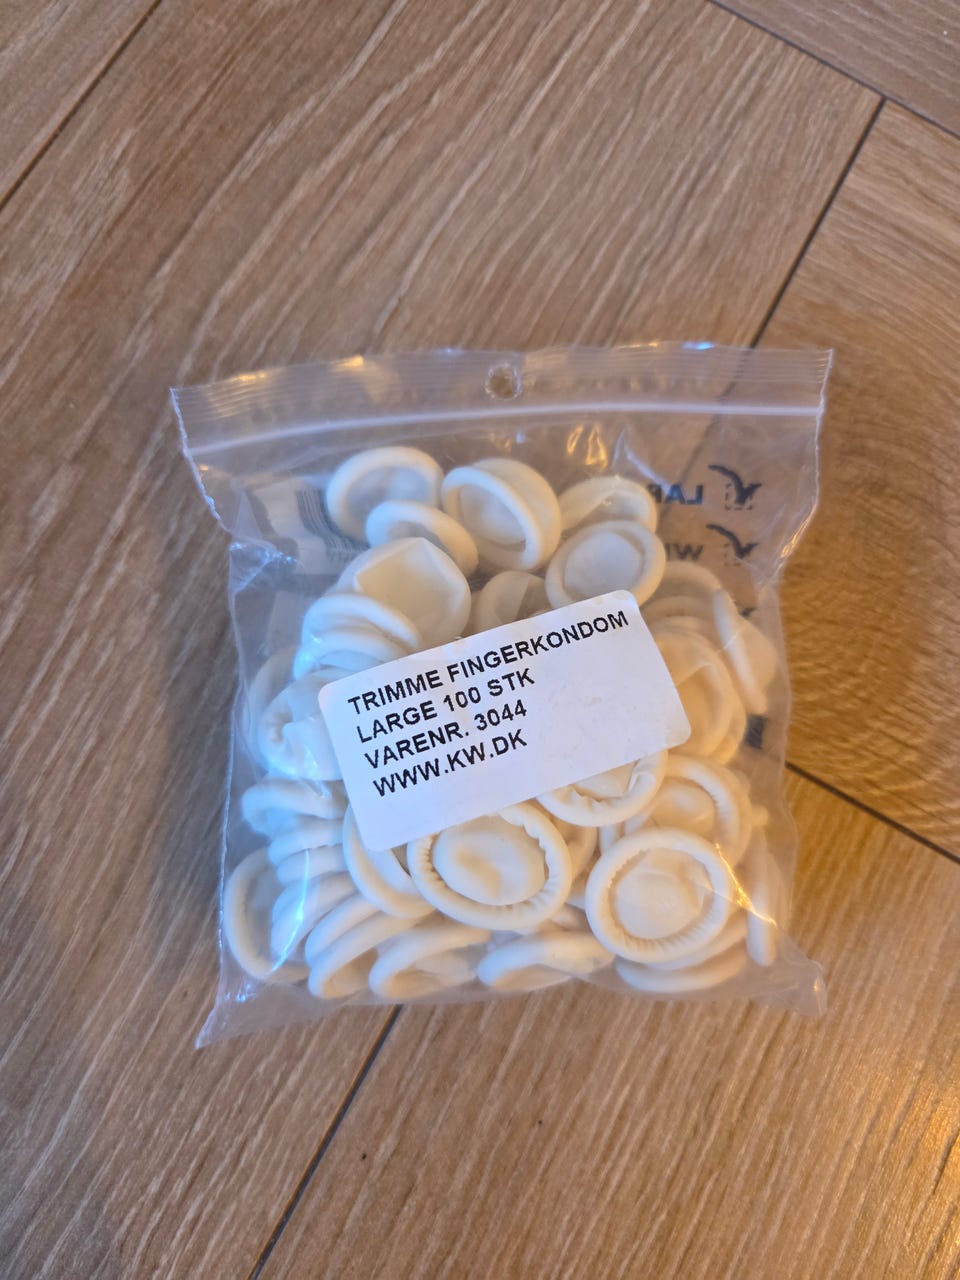 TRIMME FINGERKONDOM
LARGE 100 STK
VARENR. 3044
WWW.KW.DK